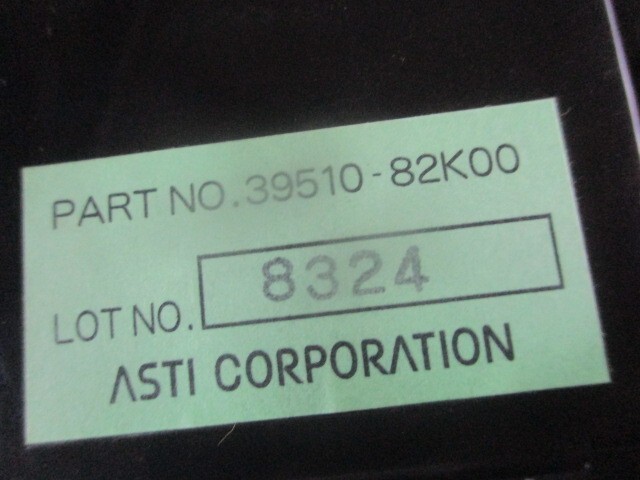 PART NO.39510-82K00
LOT NO. 8324
ASTI CORPORATION